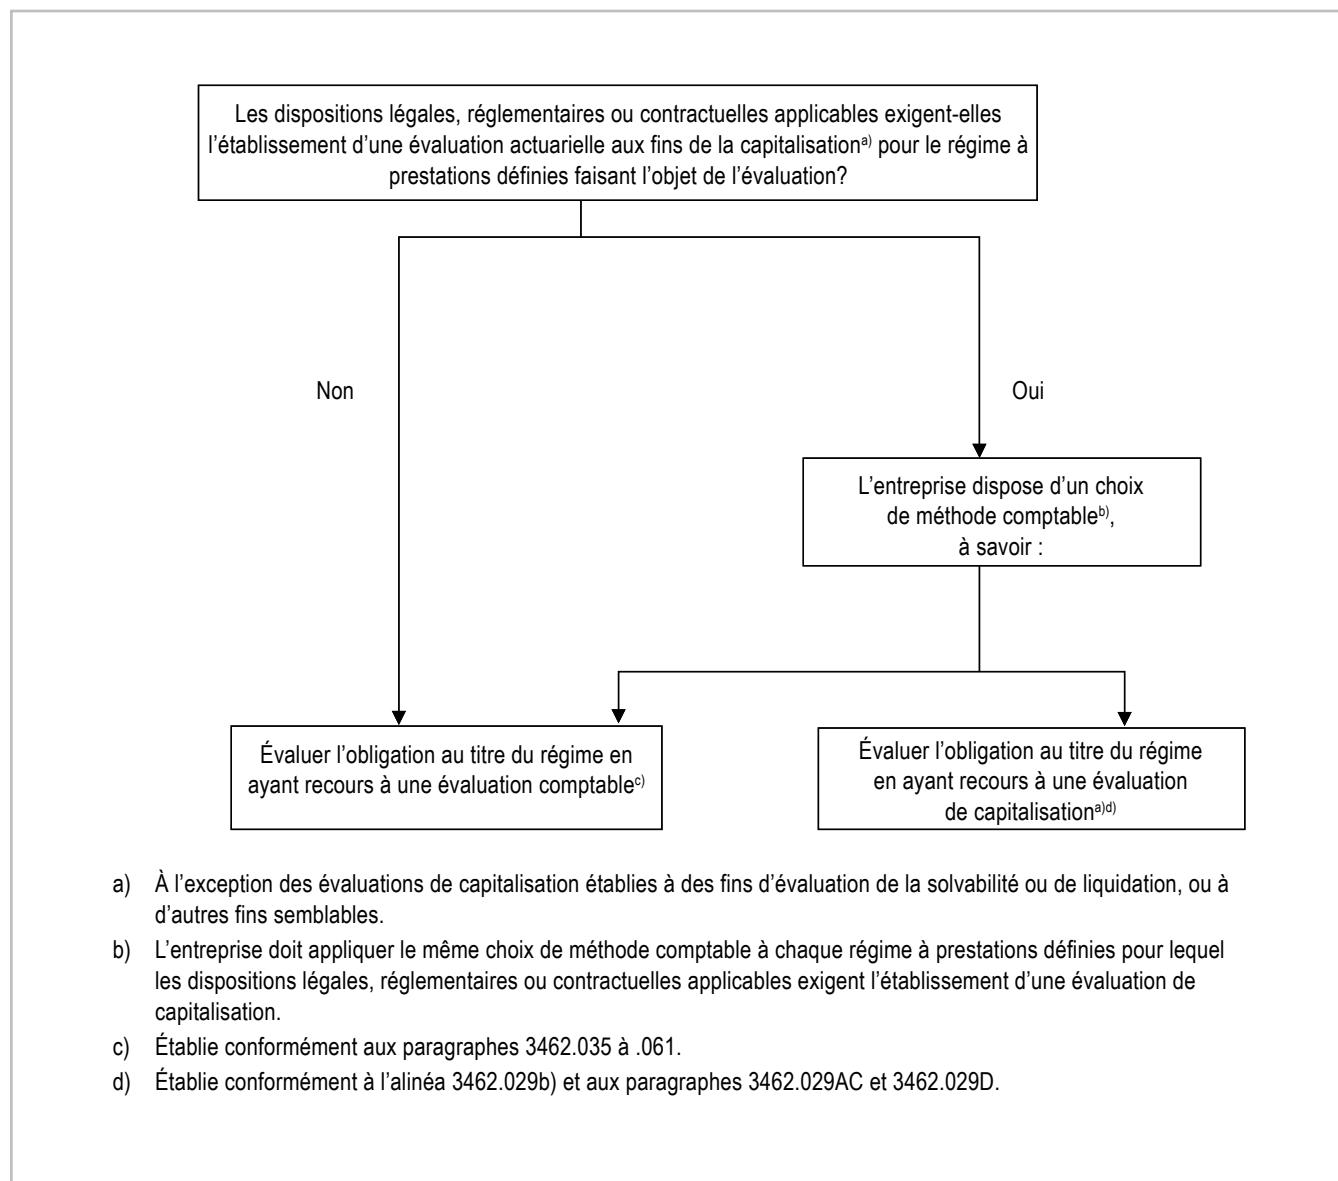 Les dispositions légales, réglementaires ou contractuelles applicables exigent-elles
l’établissement d’une évaluation actuarielle aux fins de la capitalisationa) pour le régime à
prestations définies faisant l’objet de l’évaluation?
Non
Oui
L’entreprise dispose d’un choix
de méthode comptableb),
à savoir :
Évaluer l’obligation au titre du régime en
ayant recours à une évaluation comptablec)
Évaluer l’obligation au titre du régime
en ayant recours à une évaluation
de capitalisationa)d)
a) À l’exception des évaluations de capitalisation établies à des fins d’évaluation de la solvabilité ou de liquidation, ou à
d’autres fins semblables.
b) L’entreprise doit appliquer le même choix de méthode comptable à chaque régime à prestations définies pour lequel
les dispositions légales, réglementaires ou contractuelles applicables exigent l’établissement d’une évaluation de
capitalisation.
c) Établie conformément aux paragraphes 3462.035 à .061.
d) Établie conformément à l’alinéa 3462.029b) et aux paragraphes 3462.029AC et 3462.029D.